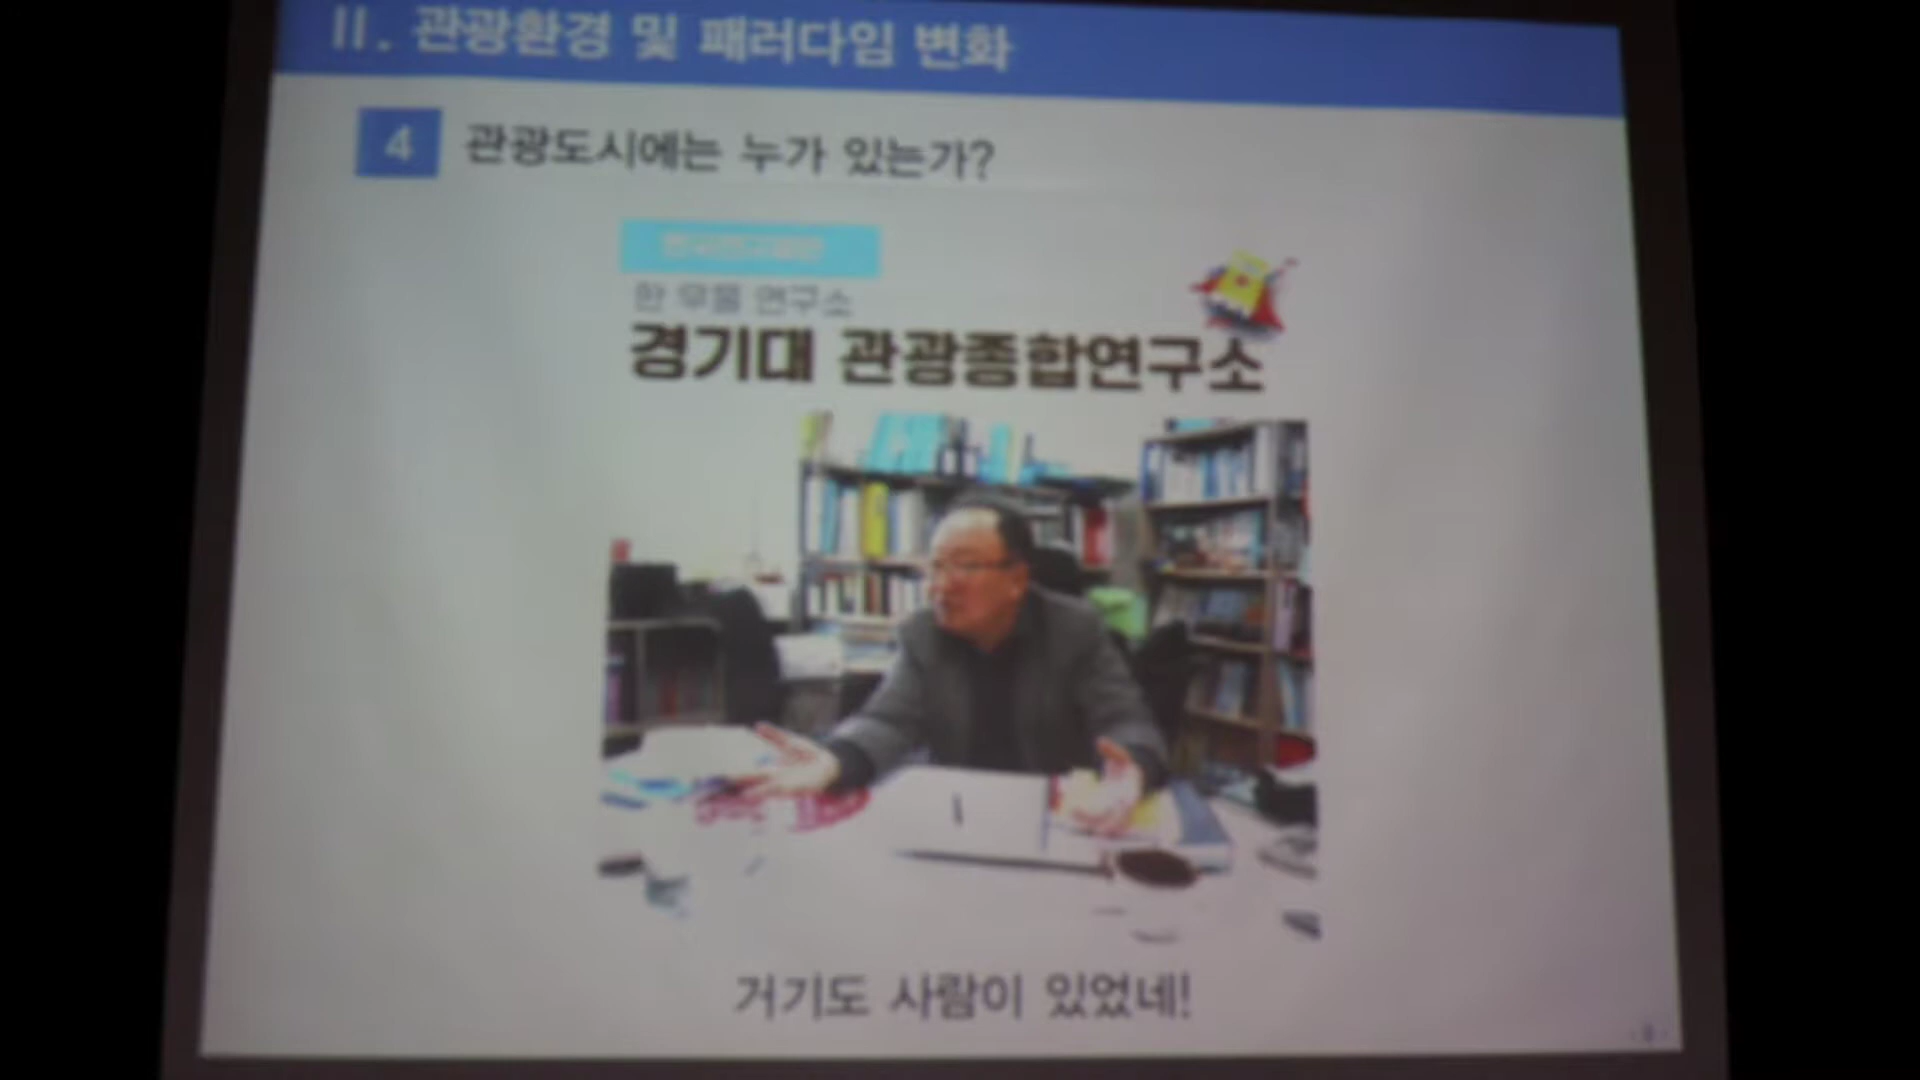 II. 관광환경 및 패러다임 변화
4 관광도시에는 누가 있는가?
한 우물 연구소
경기대 관광종합연구소
거기도 사람이 있었네!